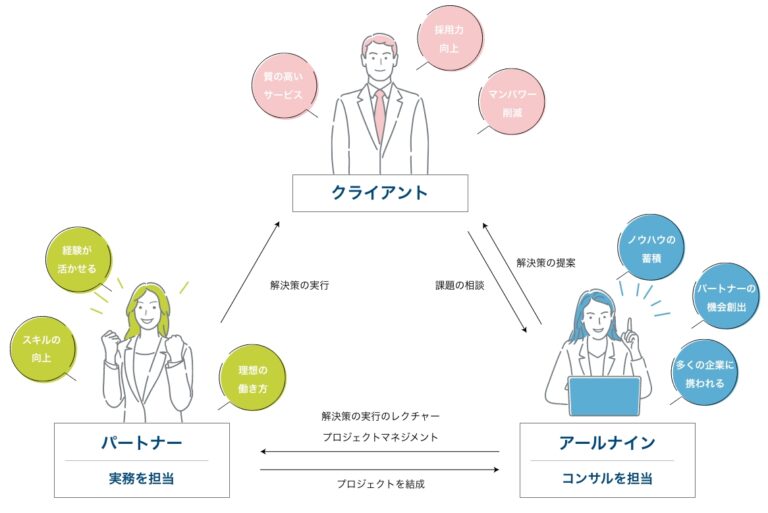 採用力
向上
質の高い
サービス
マンパワー
削減
クライアント
経験が
活かせる
スキルの
向上
理想の
働き方
解決策の実行
課題の相談
解決策の提案
ノウハウの
蓄積
パートナーの
機会創出
多くの企業に
携われる
解決策の実行のレクチャー
プロジェクトマネジメント
プロジェクトを結成
パートナー
実務を担当
アールナイン
コンサルを担当